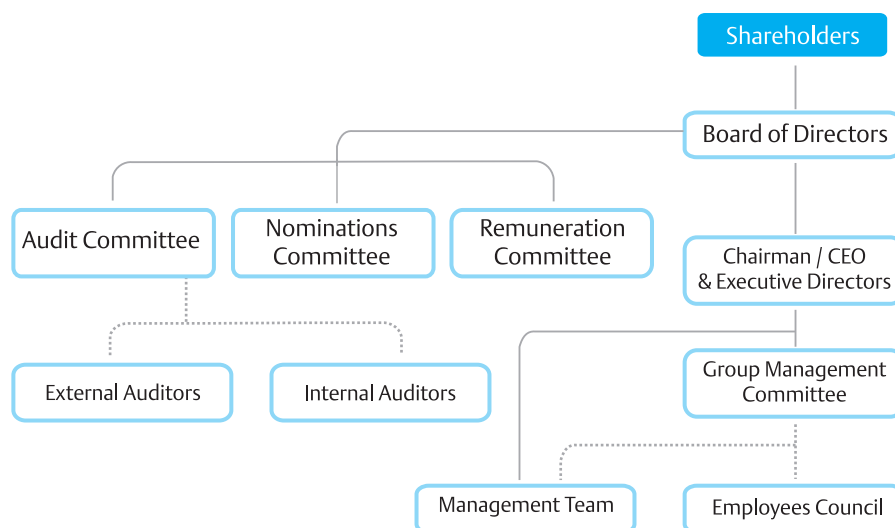 Shareholders
Board of Directors
Audit Committee
Nominations
Committee
Remuneration
Committee
Chairman / CEO
& Executive Directors
External Auditors
Internal Auditors
Group Management
Committee
Management Team
Employees Council